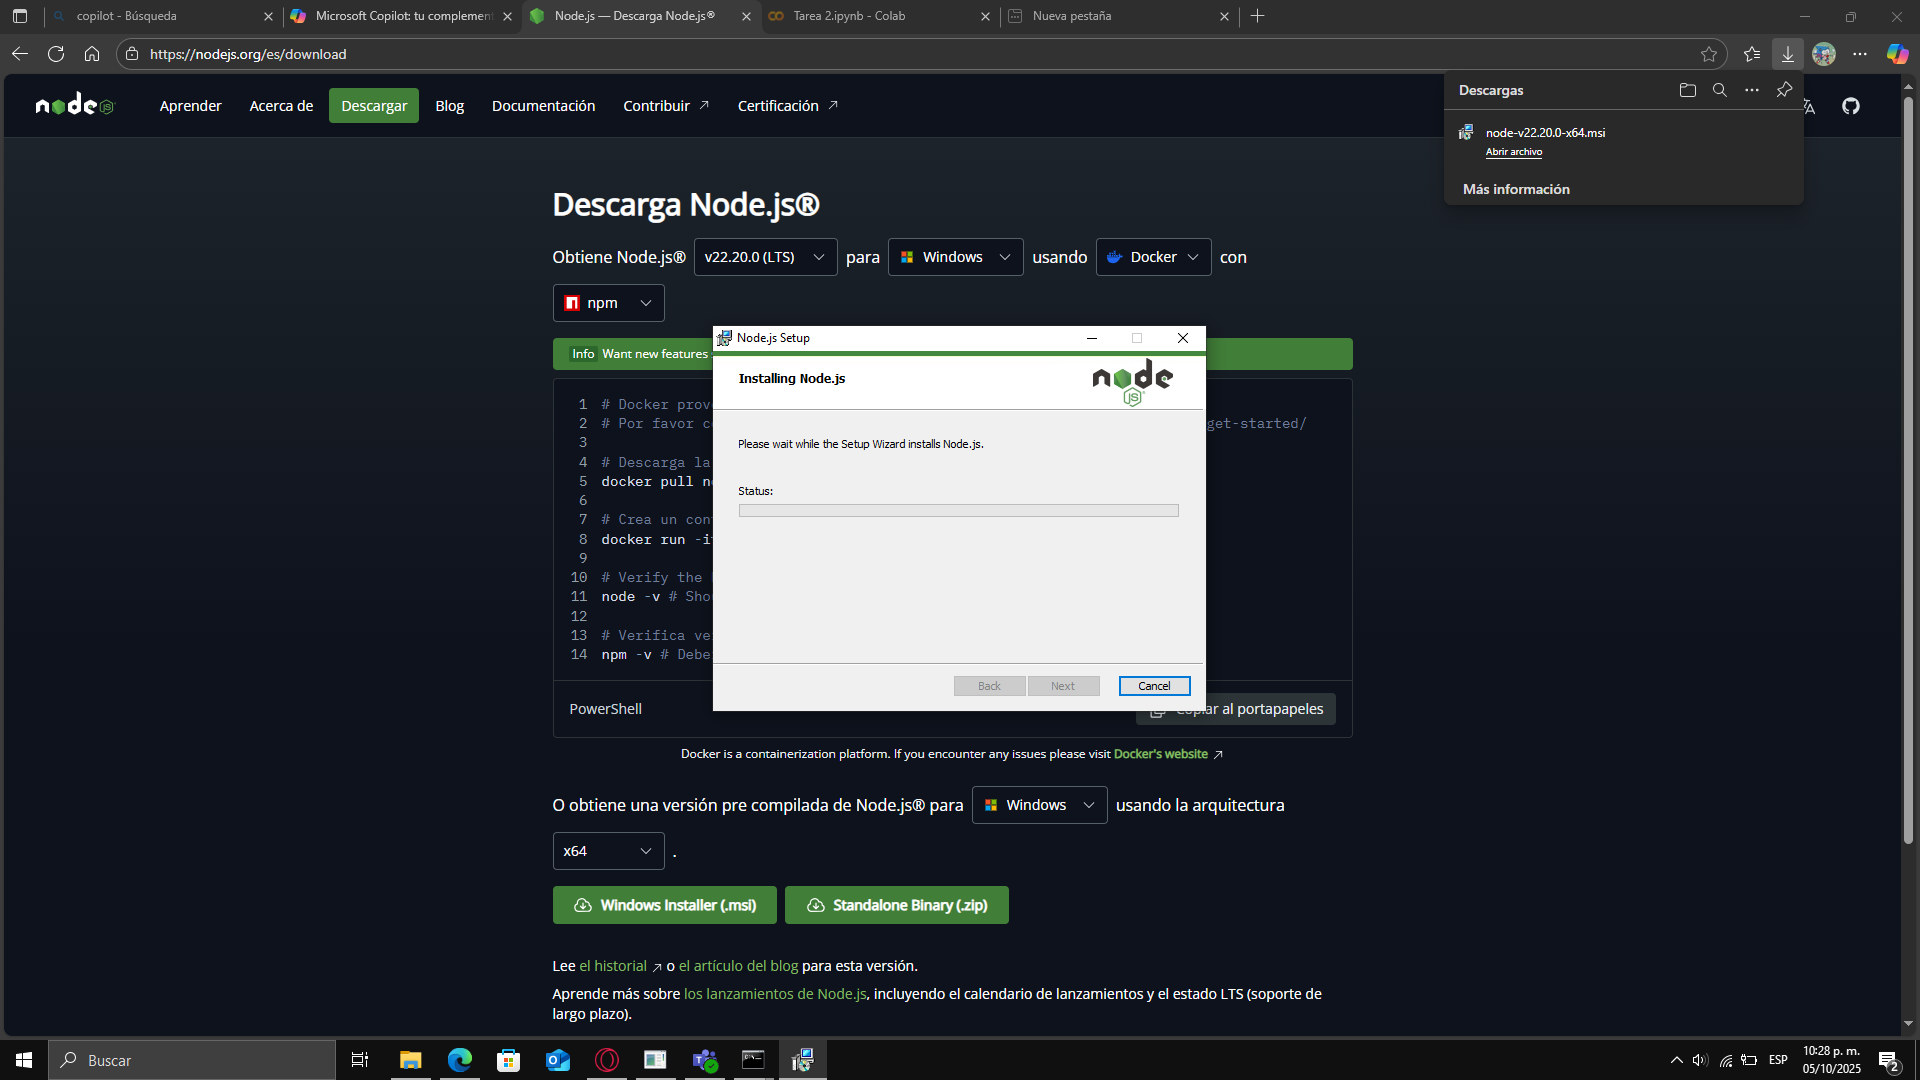 copilot - Búsqueda
Microsoft Copilot: tu complement
Node.js — Descarga Node.js®
Tarea 2.ipynb - Colab
Nueva pestaña
https://nodejs.org/es/download
node
JS
Aprender
Acerca de
Descargar
Blog
Documentación
Contribuir
Certificación
Descargas
node-v22.20.0-x64.msi
Abrir archivo
Más información
Descarga Node.js®
Obtiene Node.js® v22.20.0 (LTS) para Windows usando Docker con
npm
Info Want new features
Node.js Setup
Installing Node.js
node
JS
Please wait while the Setup Wizard installs Node.js.
Status:
Back
Next
Cancel
1 # Docker prov
2 # Por favor c get-started/
3
4 # Descarga la
5 docker pull n
6
7 # Crea un con
8 docker run -i
9
10 # Verify the
11 node -v # Sho
12
13 # Verifica ve
14 npm -v # Debe
PowerShell
Copiar al portapapeles
Docker is a containerization platform. If you encounter any issues please visit Docker's website
O obtiene una versión pre compilada de Node.js® para Windows usando la arquitectura
x64 .
Windows Installer (.msi)
Standalone Binary (.zip)
Lee el historial o el artículo del blog para esta versión.
Aprende más sobre los lanzamientos de Node.js, incluyendo el calendario de lanzamientos y el estado LTS (soporte de
largo plazo).
Buscar
ESP
10:28 p. m.
05/10/2025
2